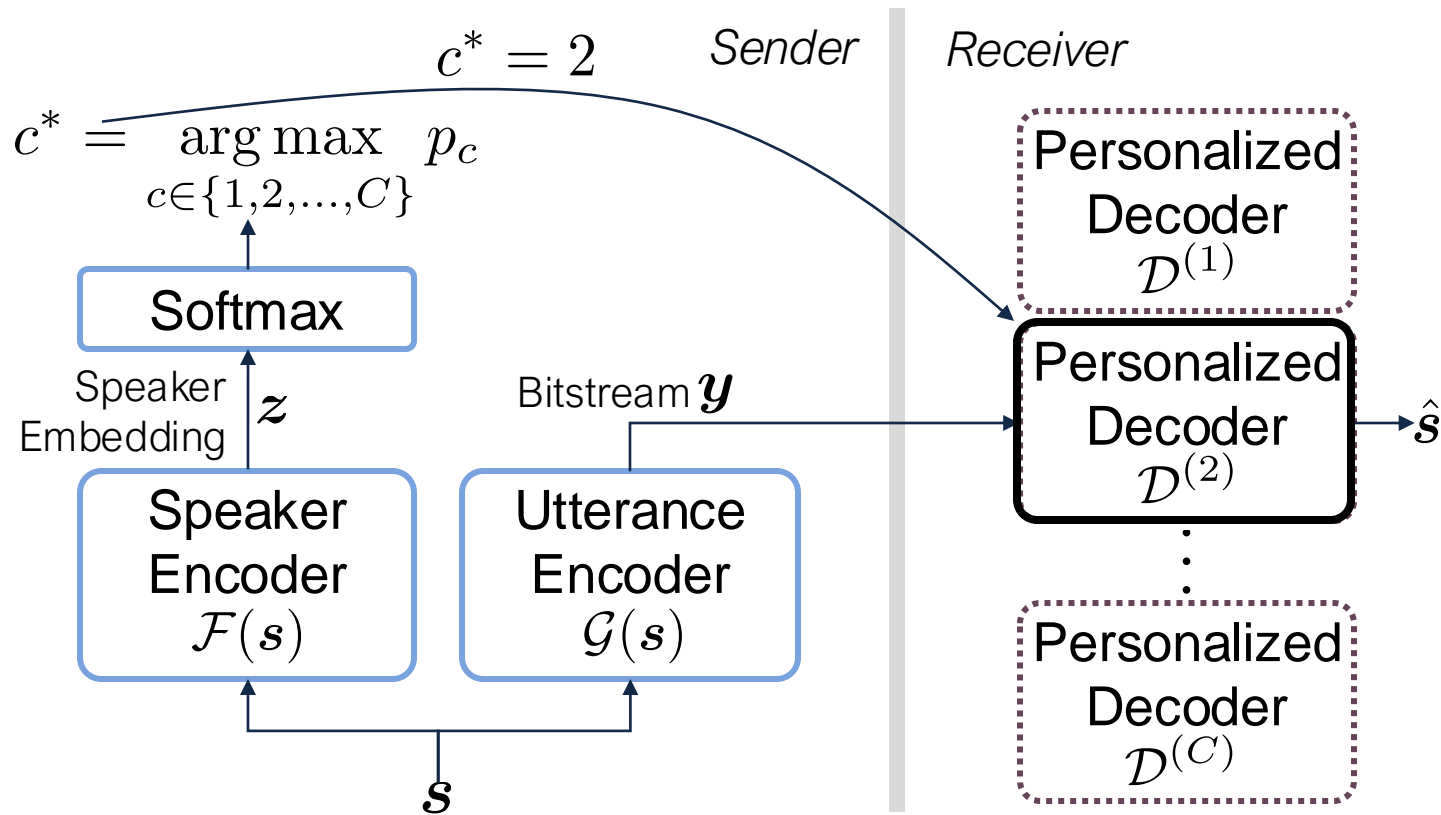 c* = 2
Sender
Receiver
c* = arg max p_c
c∈{1,2,...,C}
Softmax
Speaker
Embedding
z
Bitstream y
Speaker
Encoder
F(s)
Utterance
Encoder
G(s)
s
Personalized
Decoder
D^(1)
Personalized
Decoder
D^(2)
ŝ
⋮
Personalized
Decoder
D^(C)